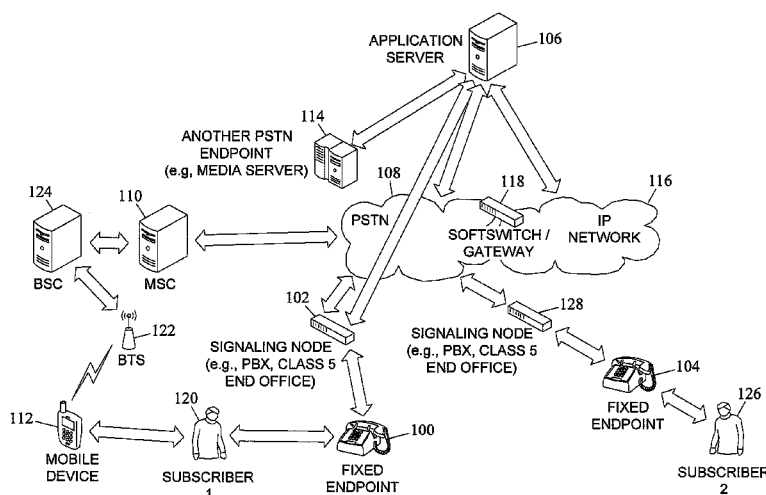 APPLICATION
SERVER
106
114
ANOTHER PSTN
ENDPOINT
(e.g, MEDIA SERVER)
108
118
116
124
110
PSTN
SOFTSWITCH /
GATEWAY
IP
NETWORK
BSC
MSC
102
128
122
BTS
SIGNALING NODE
(e.g., PBX, CLASS 5
END OFFICE)
SIGNALING NODE
(e.g., PBX, CLASS 5
END OFFICE)
104
FIXED
ENDPOINT
126
112
120
100
MOBILE
DEVICE
SUBSCRIBER
1
FIXED
ENDPOINT
SUBSCRIBER
2